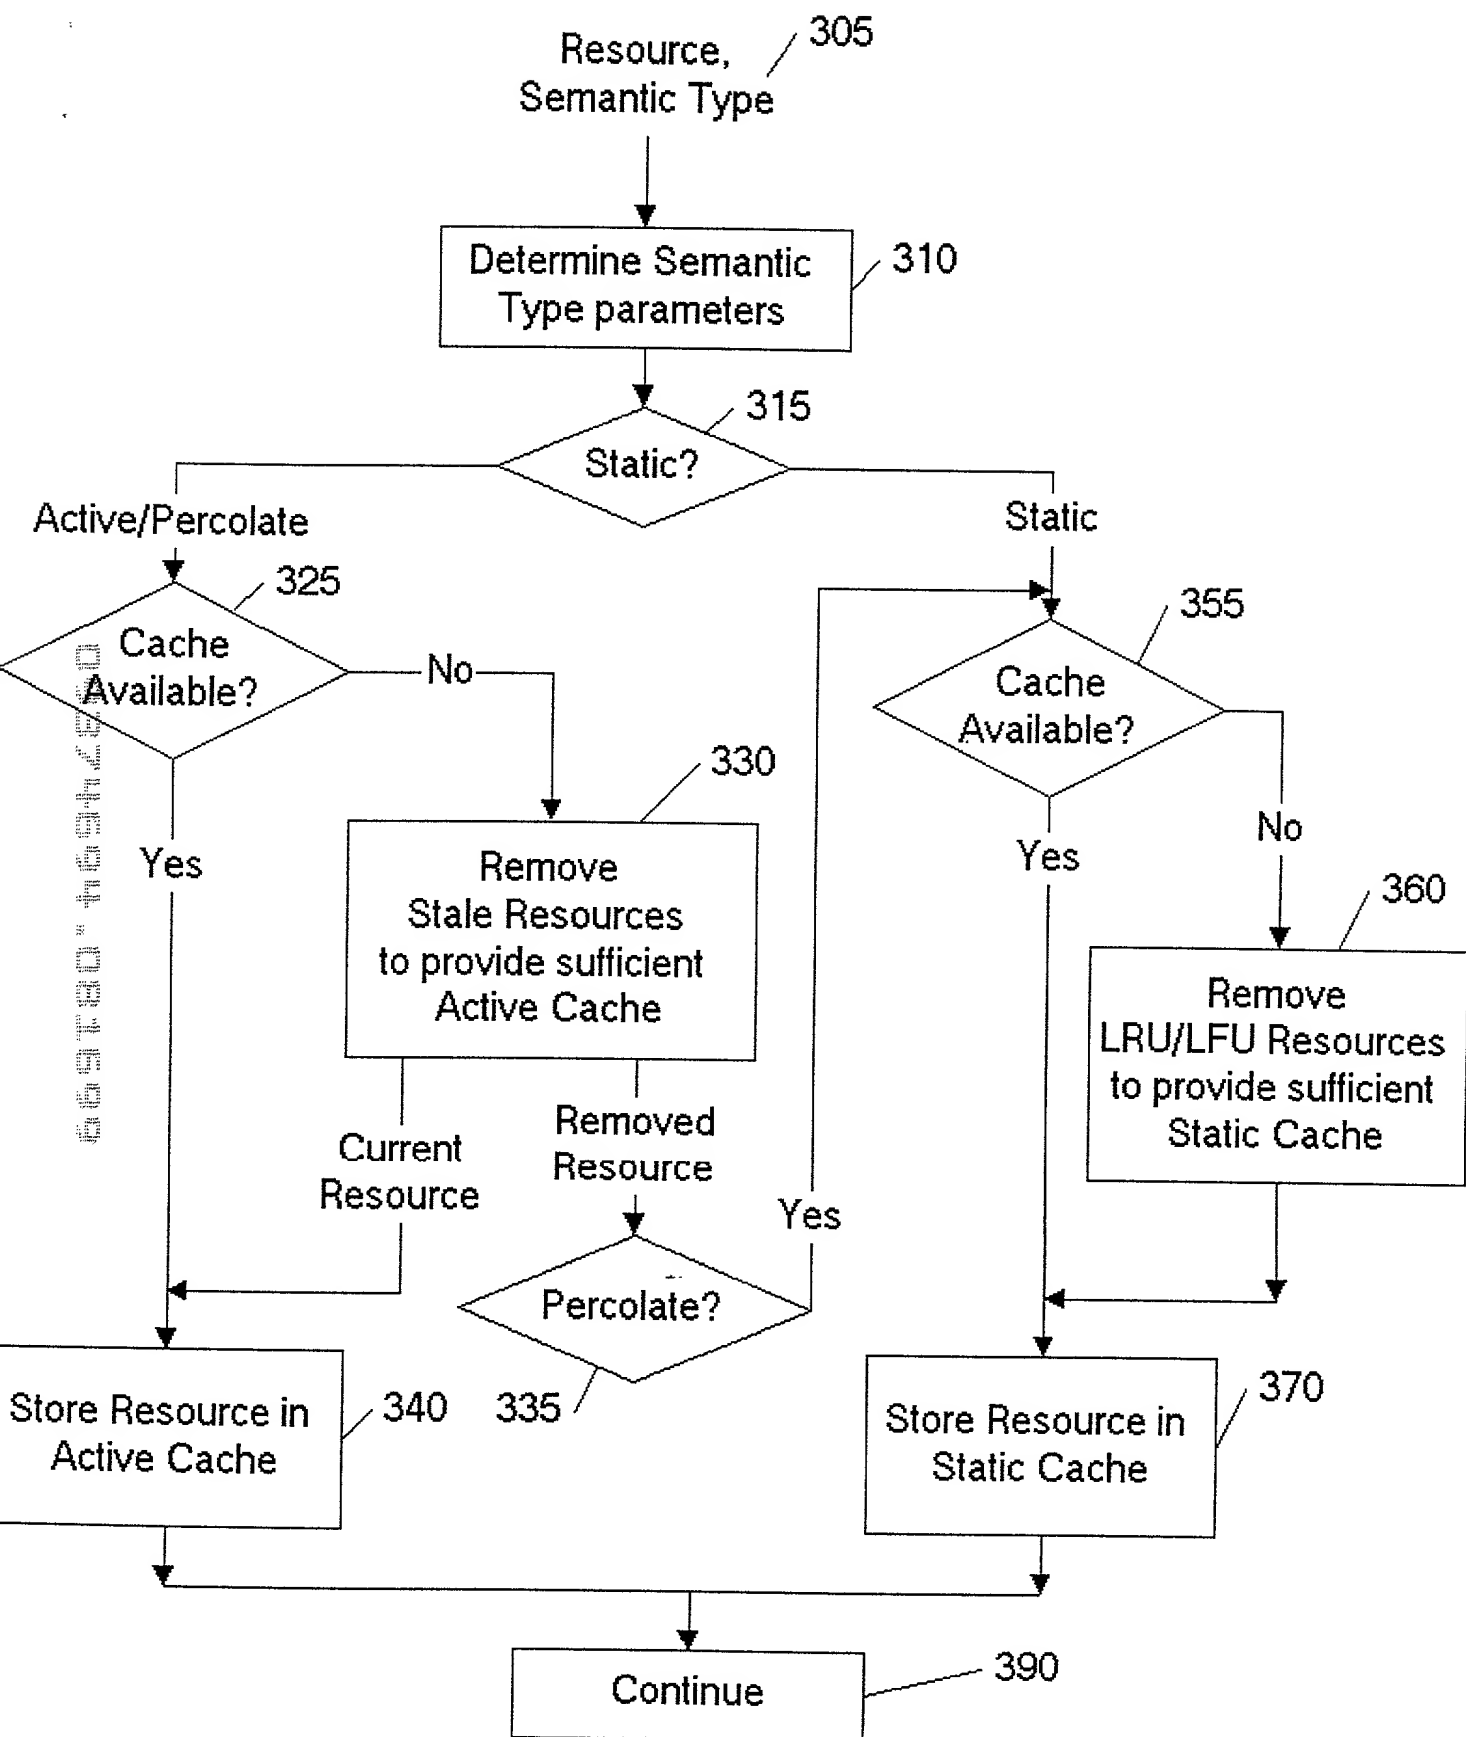 Resource,
Semantic Type
305
Determine Semantic
Type parameters
310
Static?
315
Active/Percolate
Static
Cache
Available?
325
No
Yes
Cache
Available?
355
No
Yes
Remove
Stale Resources
to provide sufficient
Active Cache
330
Remove
LRU/LFU Resources
to provide sufficient
Static Cache
360
Current
Resource
Removed
Resource
Yes
Percolate?
335
Store Resource in
Active Cache
340
Store Resource in
Static Cache
370
Continue
390